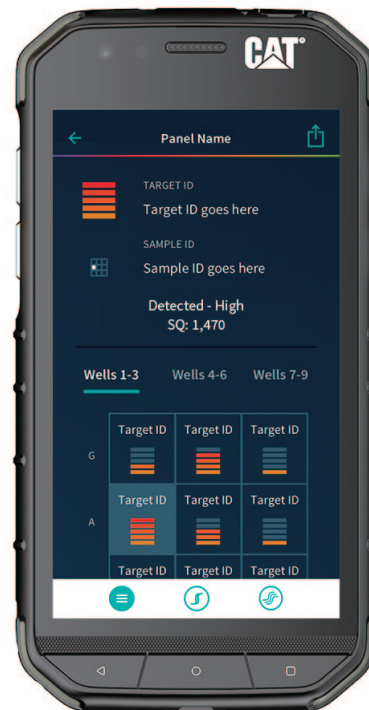 CAT
Panel Name
TARGET ID
Target ID goes here
SAMPLE ID
Sample ID goes here
Detected - High
SQ: 1,470
Wells 1-3 Wells 4-6 Wells 7-9
Target ID Target ID Target ID
G
Target ID Target ID Target ID
A
Target ID Target ID Target ID